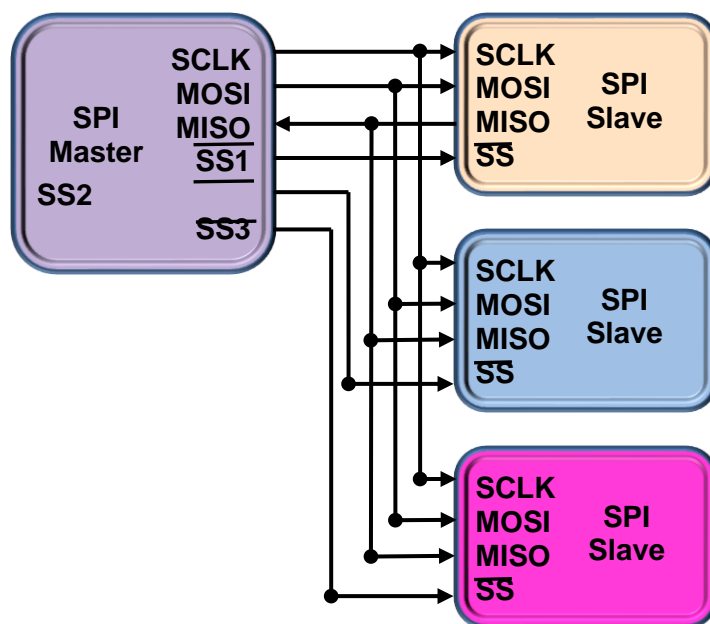 SCLK
MOSI
SPI
Master
MISO
SS1
SS2
SS3
SCLK
MOSI
SPI
MISO
Slave
SS
SCLK
MOSI
SPI
MISO
Slave
SS
SCLK
MOSI
SPI
MISO
Slave
SS